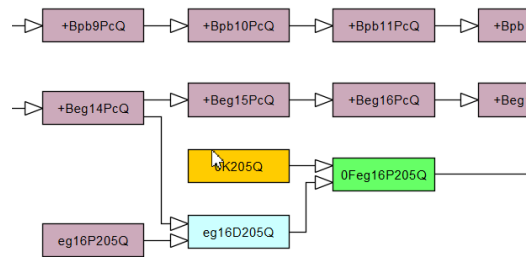 +Bpb9PcQ +Bpb10PcQ +Bpb11PcQ +Bpb
+Beg14PcQ +Beg15PcQ +Beg16PcQ +Beg
K205Q 0Feg16P205Q
eg16P205Q eg16D205Q